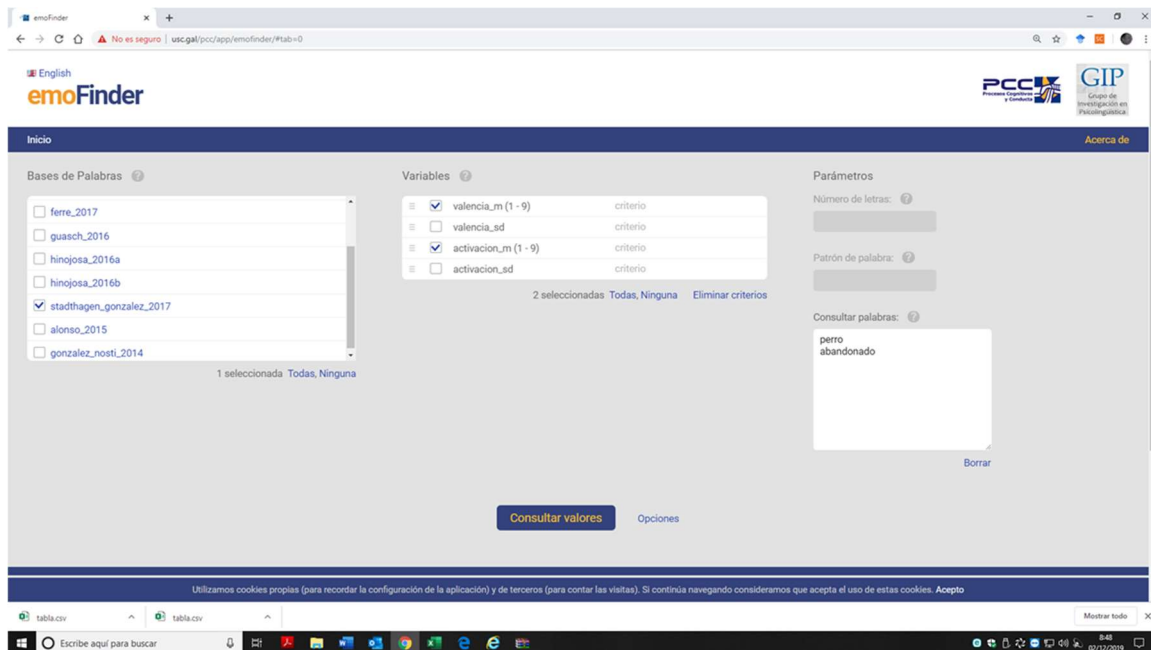 emoFinder
No es seguro | usc.gal/pcc/app/emofinder/#tab=0
English
emoFinder
PCC
Procesos Cognitivos y Conducta
GIP
Grupo de
Investigación en
Psicolingüística
Inicio
Acerca de
Bases de Palabras
ferre_2017
guasch_2016
hinojosa_2016a
hinojosa_2016b
stadthagen_gonzalez_2017
alonso_2015
gonzalez_nosti_2014
1 seleccionada Todas, Ninguna
Variables
valencia_m (1 - 9) criterio
valencia_sd criterio
activacion_m (1 - 9) criterio
activacion_sd criterio
2 seleccionadas Todas, Ninguna Eliminar criterios
Parámetros
Número de letras:
Patrón de palabra:
Consultar palabras:
perro
abandonado
Borrar
Consultar valores Opciones
Utilizamos cookies propias (para recordar la configuración de la aplicación) y de terceros (para contar las visitas). Si continúa navegando consideramos que acepta el uso de estas cookies. Acepto
tabla.csv
tabla.csv
Mostrar todo
Escribe aquí para buscar
8:48
02/12/2019